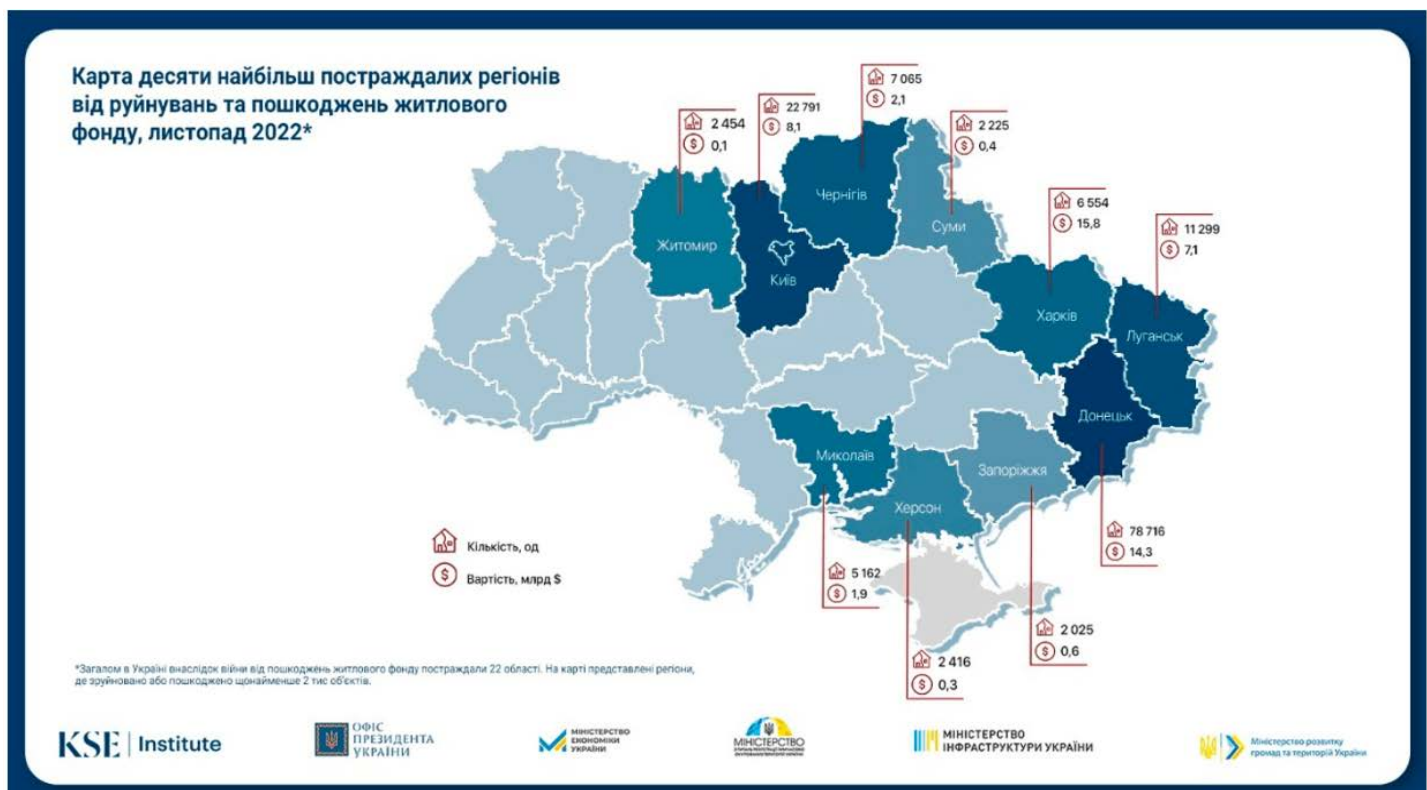 Карта десяти найбільш постраждалих регіонів
від руйнувань та пошкоджень житлового
фонду, листопад 2022*
7 065
2,1
22 791
8,1
2 454
0,1
2 225
0,4
6 554
15,8
11 299
7,1
Чернігів
Суми
Житомир
Київ
Харків
Луганськ
Донецьк
Миколаїв
Запоріжжя
Херсон
78 716
14,3
5 162
1,9
2 025
0,6
2 416
0,3
Кількість, од
$ Вартість, млрд $
*Загалом в Україні внаслідок війни від пошкоджень житлового фонду постраждали 22 області. На карті представлені регіони,
де зруйновано або пошкоджено щонайменше 2 тис об'єктів.
KSE Institute
ОФІС
ПРЕЗИДЕНТА
УКРАЇНИ
МІНІСТЕРСТВО
ЕКОНОМІКИ
УКРАЇНИ
МІНІСТЕРСТВО
МІНІСТЕРСТВО
ІНФРАСТРУКТУРИ УКРАЇНИ
Міністерство розвитку
громад та територій України